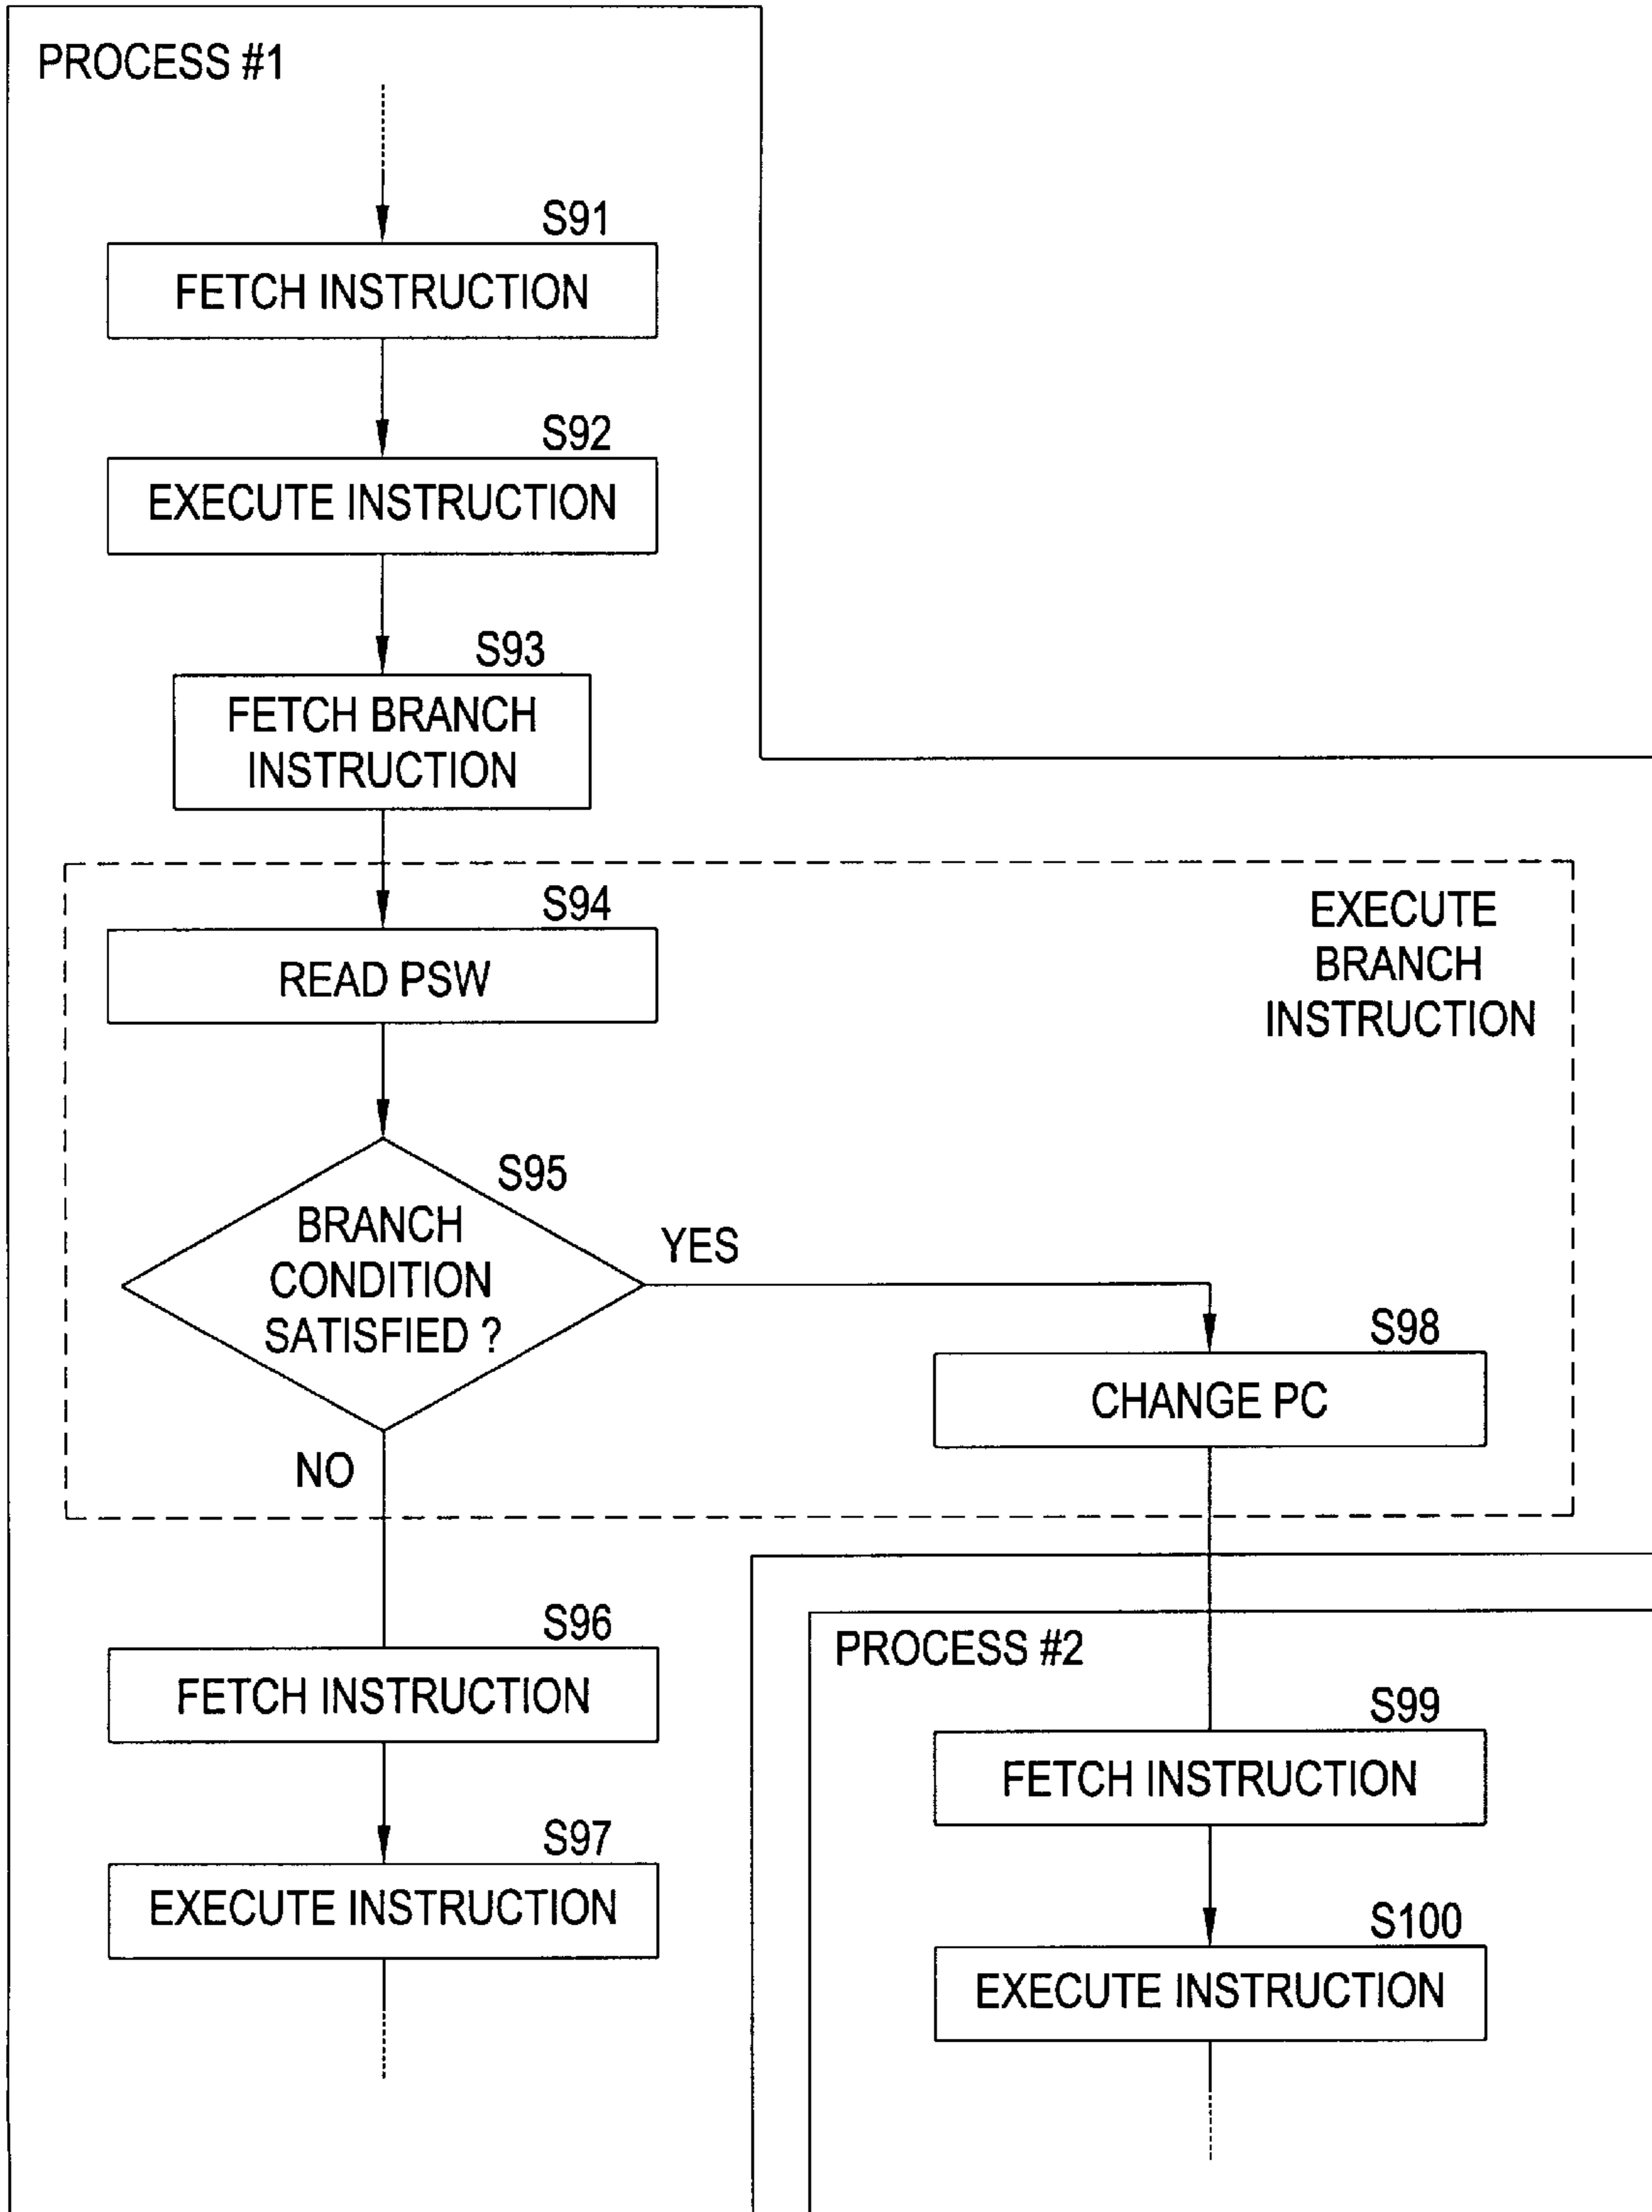 PROCESS #1
S91
FETCH INSTRUCTION
S92
EXECUTE INSTRUCTION
S93
FETCH BRANCH
INSTRUCTION
S94
READ PSW
EXECUTE
BRANCH
INSTRUCTION
S95
BRANCH
CONDITION
SATISFIED ?
YES
NO
S98
CHANGE PC
S96
FETCH INSTRUCTION
S97
EXECUTE INSTRUCTION
PROCESS #2
S99
FETCH INSTRUCTION
S100
EXECUTE INSTRUCTION